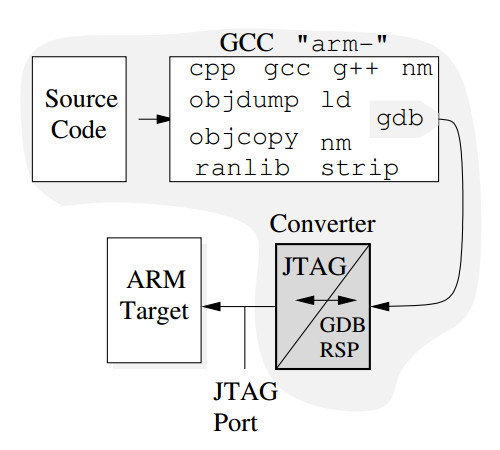 GCC "arm-"
cpp gcc g++ nm
Source
Code
objdump ld
gdb
objcopy nm
ranlib strip
Converter
JTAG
GDB
RSP
ARM
Target
JTAG
Port